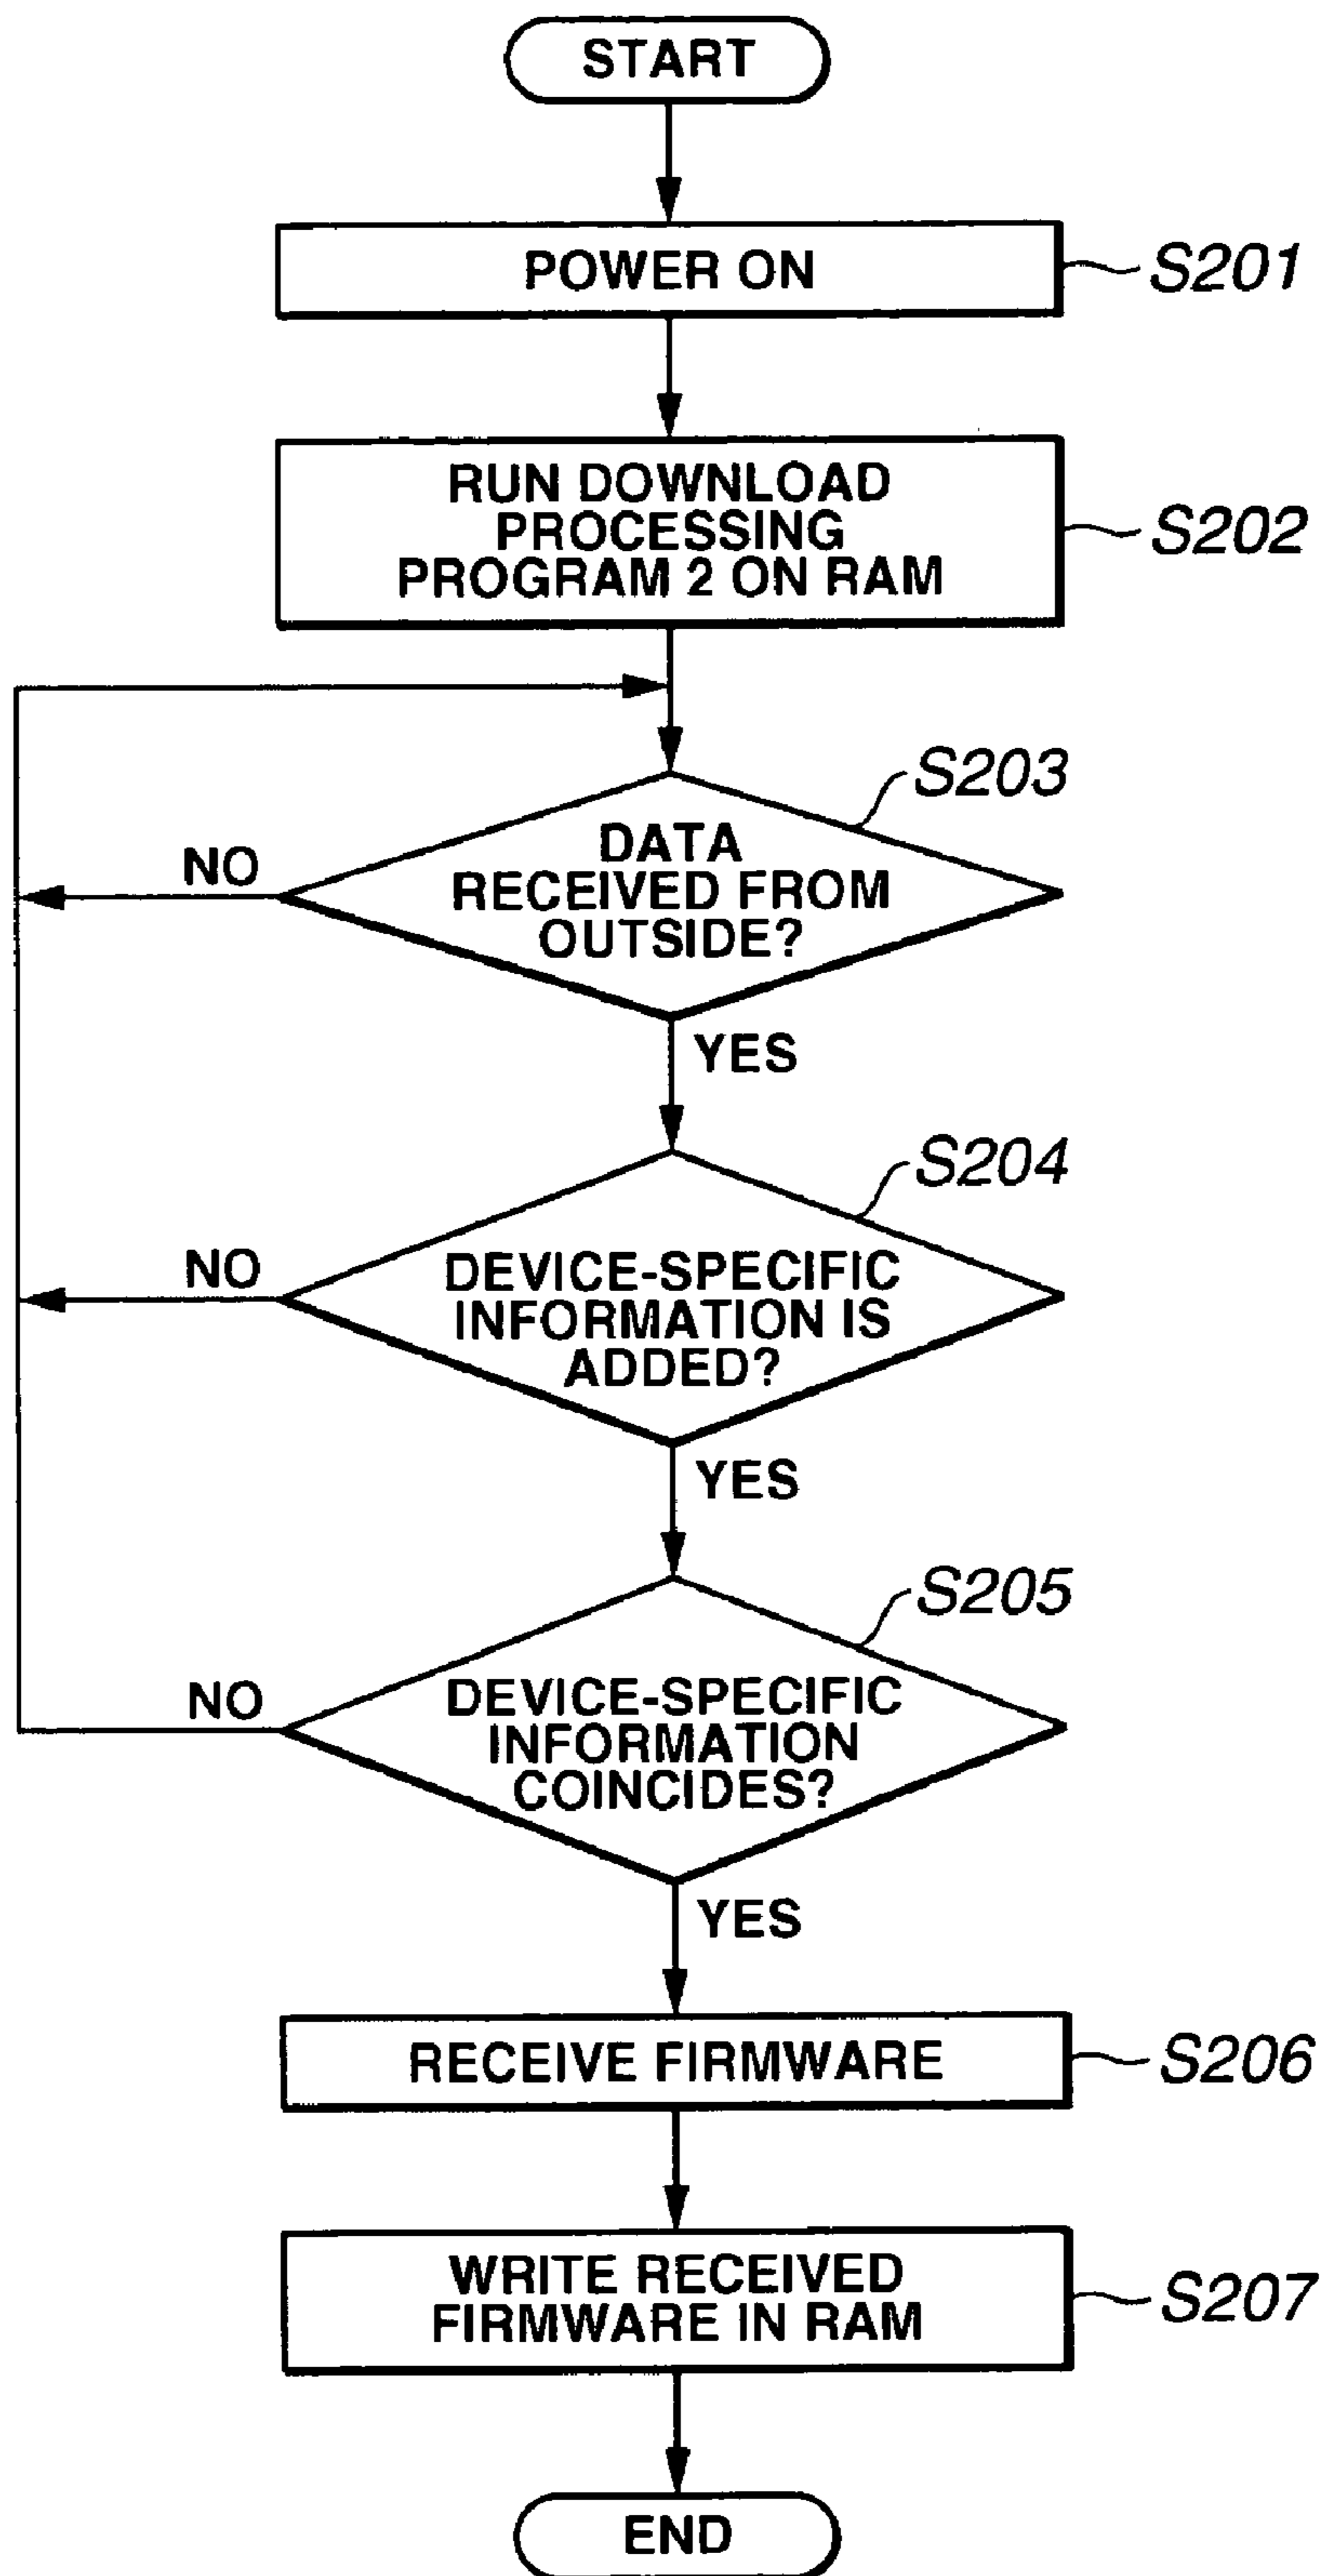 START
POWER ON
S201
RUN DOWNLOAD
PROCESSING
PROGRAM 2 ON RAM
S202
S203
DATA
RECEIVED FROM
OUTSIDE?
NO
YES
S204
DEVICE-SPECIFIC
INFORMATION IS
ADDED?
NO
YES
S205
DEVICE-SPECIFIC
INFORMATION
COINCIDES?
NO
YES
RECEIVE FIRMWARE
S206
WRITE RECEIVED
FIRMWARE IN RAM
S207
END